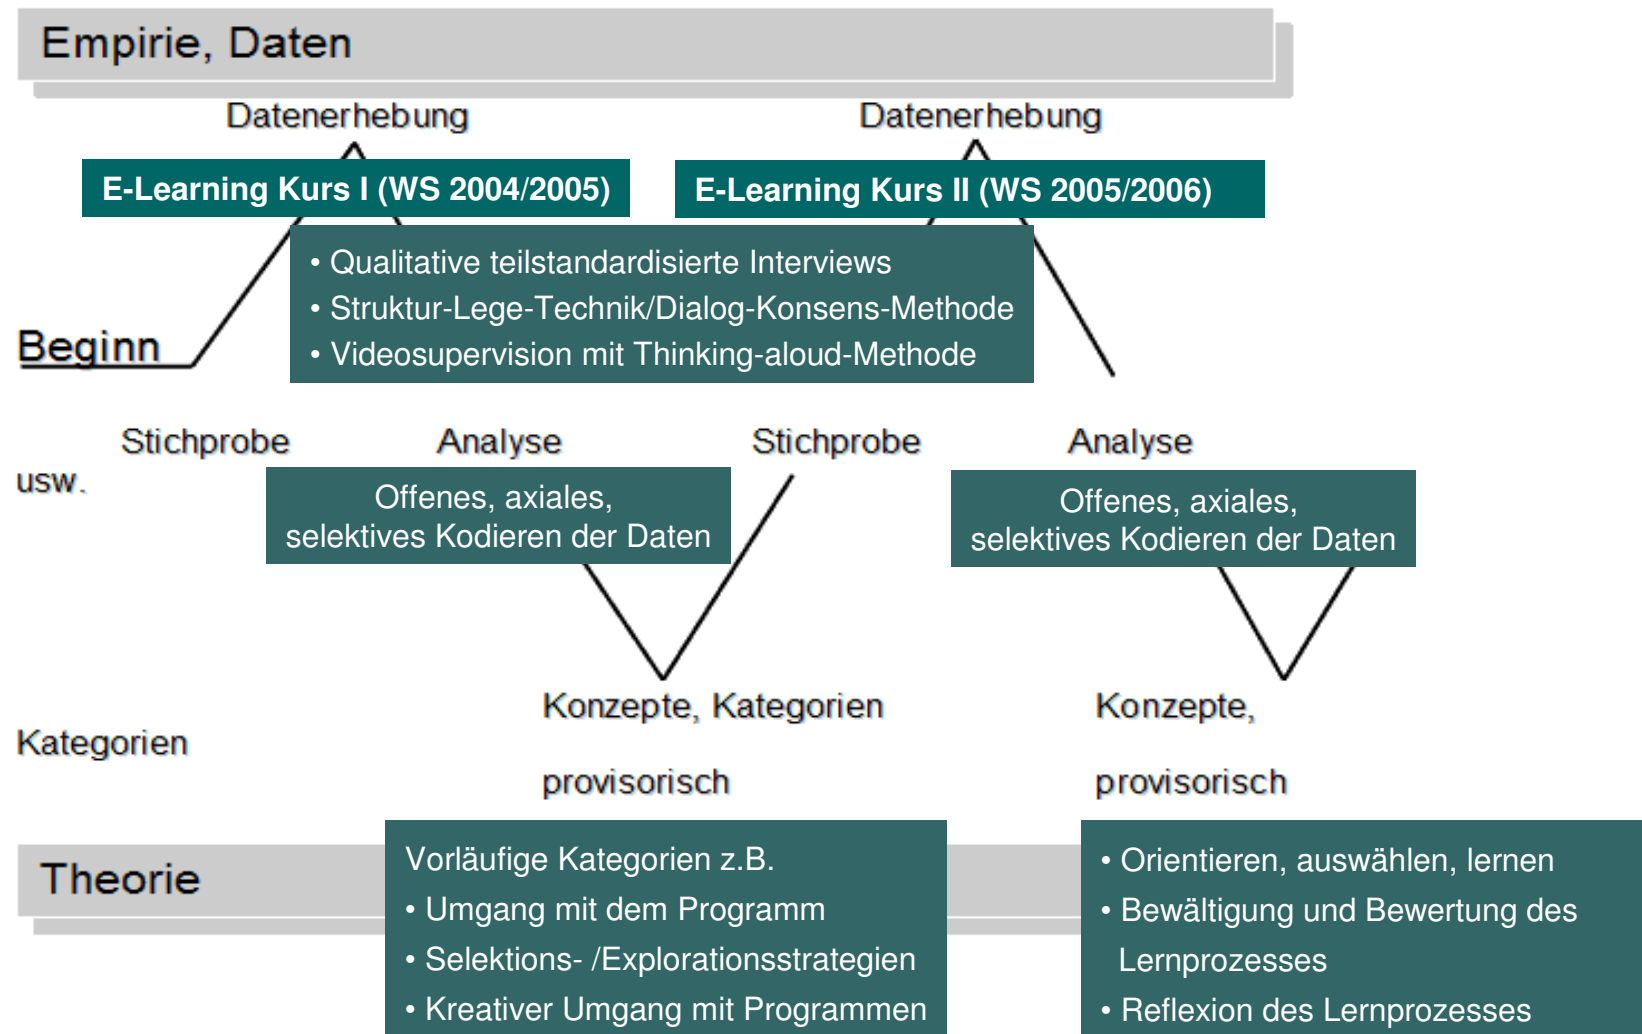 Empirie, Daten
Datenerhebung
Datenerhebung
E-Learning Kurs I (WS 2004/2005)
E-Learning Kurs II (WS 2005/2006)
• Qualitative teilstandardisierte Interviews
• Struktur-Lege-Technik/Dialog-Konsens-Methode
• Videosupervision mit Thinking-aloud-Methode
Beginn
Stichprobe
Analyse
Stichprobe
Analyse
usw.
Offenes, axiales,
selektives Kodieren der Daten
Offenes, axiales,
selektives Kodieren der Daten
Konzepte, Kategorien
Konzepte,
Kategorien
provisorisch
provisorisch
Theorie
Vorläufige Kategorien z.B.
• Umgang mit dem Programm
• Selektions- /Explorationsstrategien
• Kreativer Umgang mit Programmen
• Orientieren, auswählen, lernen
• Bewältigung und Bewertung des
Lernprozesses
• Reflexion des Lernprozesses